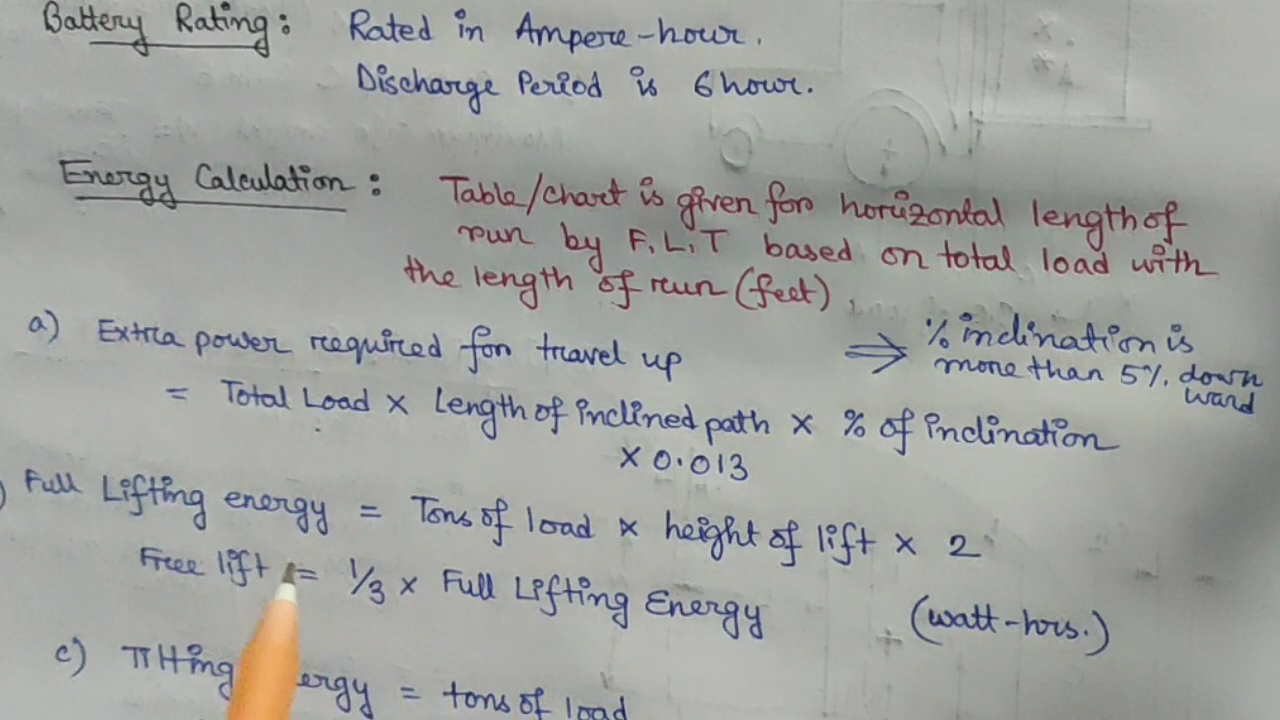 Battery Rating: Rated in Ampere-hour.
Discharge Period is 6 hour.
Energy Calculation: Table/chart is given for horizontal length of
run by F.L.T based on total load with
the length of run (feet),
a) Extra power required for travel up
= Total Load × Length of inclined path × % of inclination
× 0.013
⇒ % inclination is
more than 5%. down
ward
) Full Lifting energy = Tons of load × height of lift × 2
Free lift = 1/3 × Full Lifting Energy (watt-hrs.)
c) ergy = tons of load